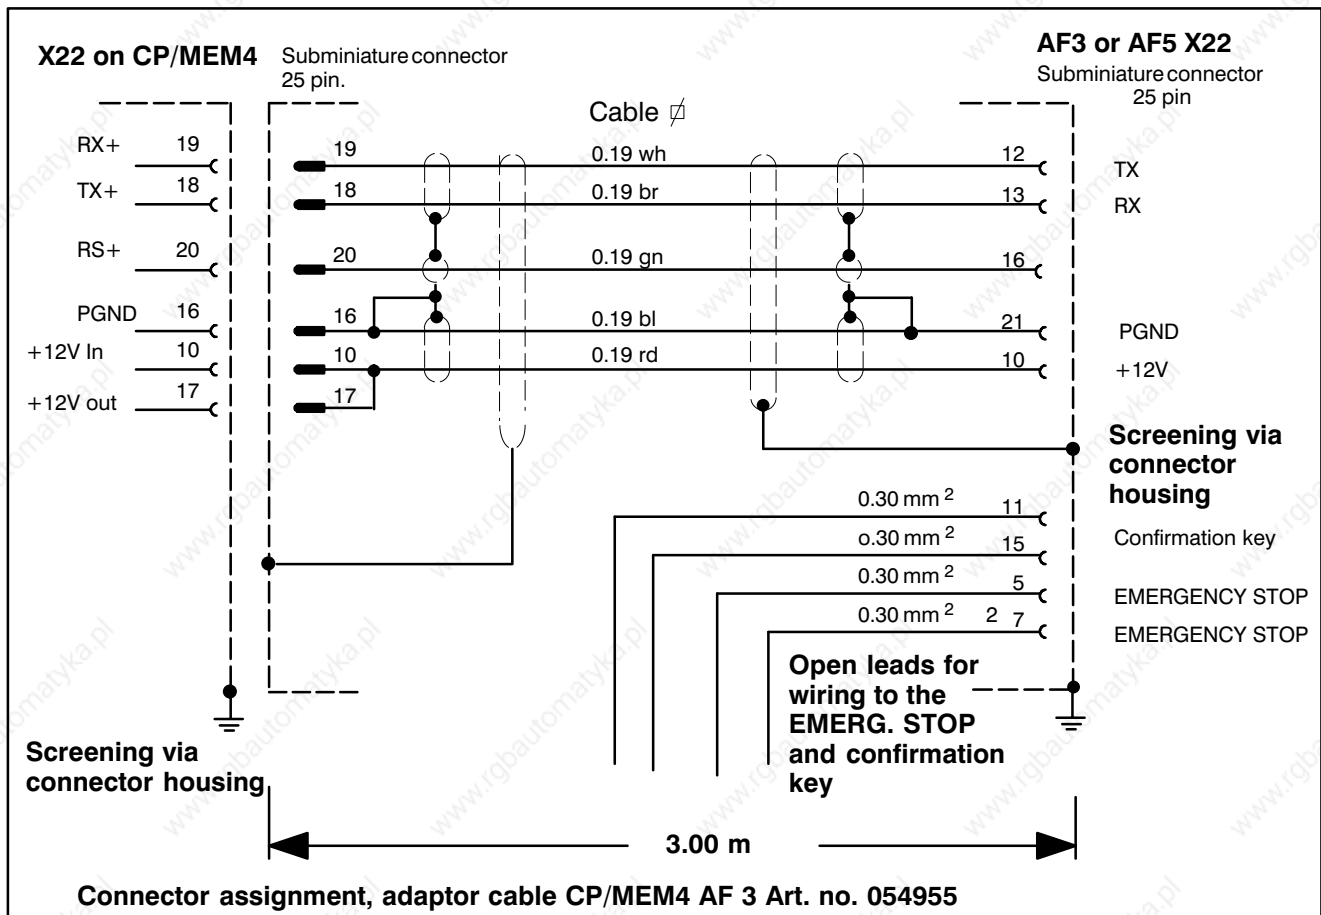 X22 on CP/MEM4
Subminiature connector
25 pin.
AF3 or AF5 X22
Subminiature connector
25 pin
Cable
RX+ 19 19 0.19 wh 12 TX
TX+ 18 18 0.19 br 13 RX
RS+ 20 20 0.19 gn 16
PGND 16 16 0.19 bl 21 PGND
+12V In 10 10 0.19 rd 10 +12V
+12V out 17 17
Screening via
connector
housing
0.30 mm 2 11
Confirmation key
o.30 mm 2 15
0.30 mm 2 5 EMERGENCY STOP
0.30 mm 2 2 7 EMERGENCY STOP
Open leads for
wiring to the
EMERG. STOP
and confirmation
key
Screening via
connector housing
3.00 m
Connector assignment, adaptor cable CP/MEM4 AF 3 Art. no. 054955
www.rgbautomatyka.pl